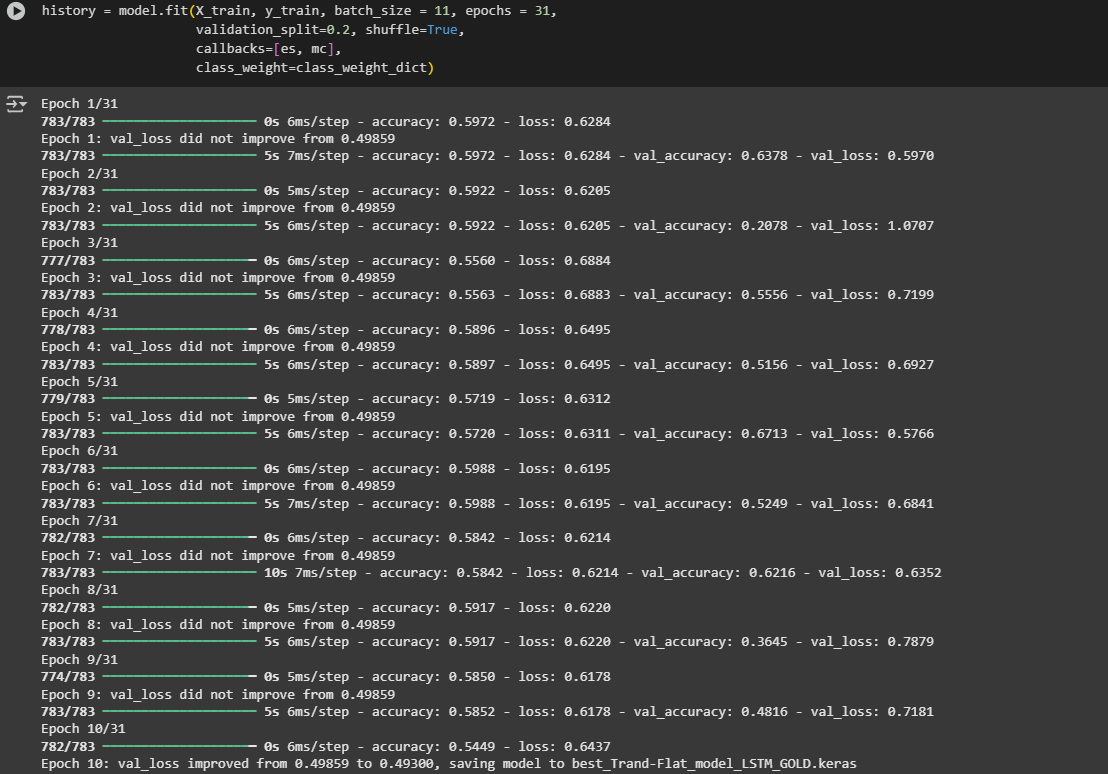 history = model.fit(X_train, y_train, batch_size = 11, epochs = 31,
validation_split=0.2, shuffle=True,
callbacks=[es, mc],
class_weight=class_weight_dict)
Epoch 1/31
783/783 0s 6ms/step - accuracy: 0.5972 - loss: 0.6284
Epoch 1: val_loss did not improve from 0.49859
783/783 5s 7ms/step - accuracy: 0.5972 - loss: 0.6284 - val_accuracy: 0.6378 - val_loss: 0.5970
Epoch 2/31
783/783 0s 5ms/step - accuracy: 0.5922 - loss: 0.6205
Epoch 2: val_loss did not improve from 0.49859
783/783 5s 6ms/step - accuracy: 0.5922 - loss: 0.6205 - val_accuracy: 0.2078 - val_loss: 1.0707
Epoch 3/31
777/783 0s 6ms/step - accuracy: 0.5560 - loss: 0.6884
Epoch 3: val_loss did not improve from 0.49859
783/783 5s 6ms/step - accuracy: 0.5563 - loss: 0.6883 - val_accuracy: 0.5556 - val_loss: 0.7199
Epoch 4/31
778/783 0s 6ms/step - accuracy: 0.5896 - loss: 0.6495
Epoch 4: val_loss did not improve from 0.49859
783/783 5s 6ms/step - accuracy: 0.5897 - loss: 0.6495 - val_accuracy: 0.5156 - val_loss: 0.6927
Epoch 5/31
779/783 0s 5ms/step - accuracy: 0.5719 - loss: 0.6312
Epoch 5: val_loss did not improve from 0.49859
783/783 5s 6ms/step - accuracy: 0.5720 - loss: 0.6311 - val_accuracy: 0.6713 - val_loss: 0.5766
Epoch 6/31
783/783 0s 6ms/step - accuracy: 0.5988 - loss: 0.6195
Epoch 6: val_loss did not improve from 0.49859
783/783 5s 7ms/step - accuracy: 0.5988 - loss: 0.6195 - val_accuracy: 0.5249 - val_loss: 0.6841
Epoch 7/31
782/783 0s 6ms/step - accuracy: 0.5842 - loss: 0.6214
Epoch 7: val_loss did not improve from 0.49859
783/783 10s 7ms/step - accuracy: 0.5842 - loss: 0.6214 - val_accuracy: 0.6216 - val_loss: 0.6352
Epoch 8/31
782/783 0s 5ms/step - accuracy: 0.5917 - loss: 0.6220
Epoch 8: val_loss did not improve from 0.49859
783/783 5s 6ms/step - accuracy: 0.5917 - loss: 0.6220 - val_accuracy: 0.3645 - val_loss: 0.7879
Epoch 9/31
774/783 0s 5ms/step - accuracy: 0.5850 - loss: 0.6178
Epoch 9: val_loss did not improve from 0.49859
783/783 5s 6ms/step - accuracy: 0.5852 - loss: 0.6178 - val_accuracy: 0.4816 - val_loss: 0.7181
Epoch 10/31
782/783 0s 6ms/step - accuracy: 0.5449 - loss: 0.6437
Epoch 10: val_loss improved from 0.49859 to 0.49300, saving model to best_Trand-Flat_model_LSTM_GOLD.keras